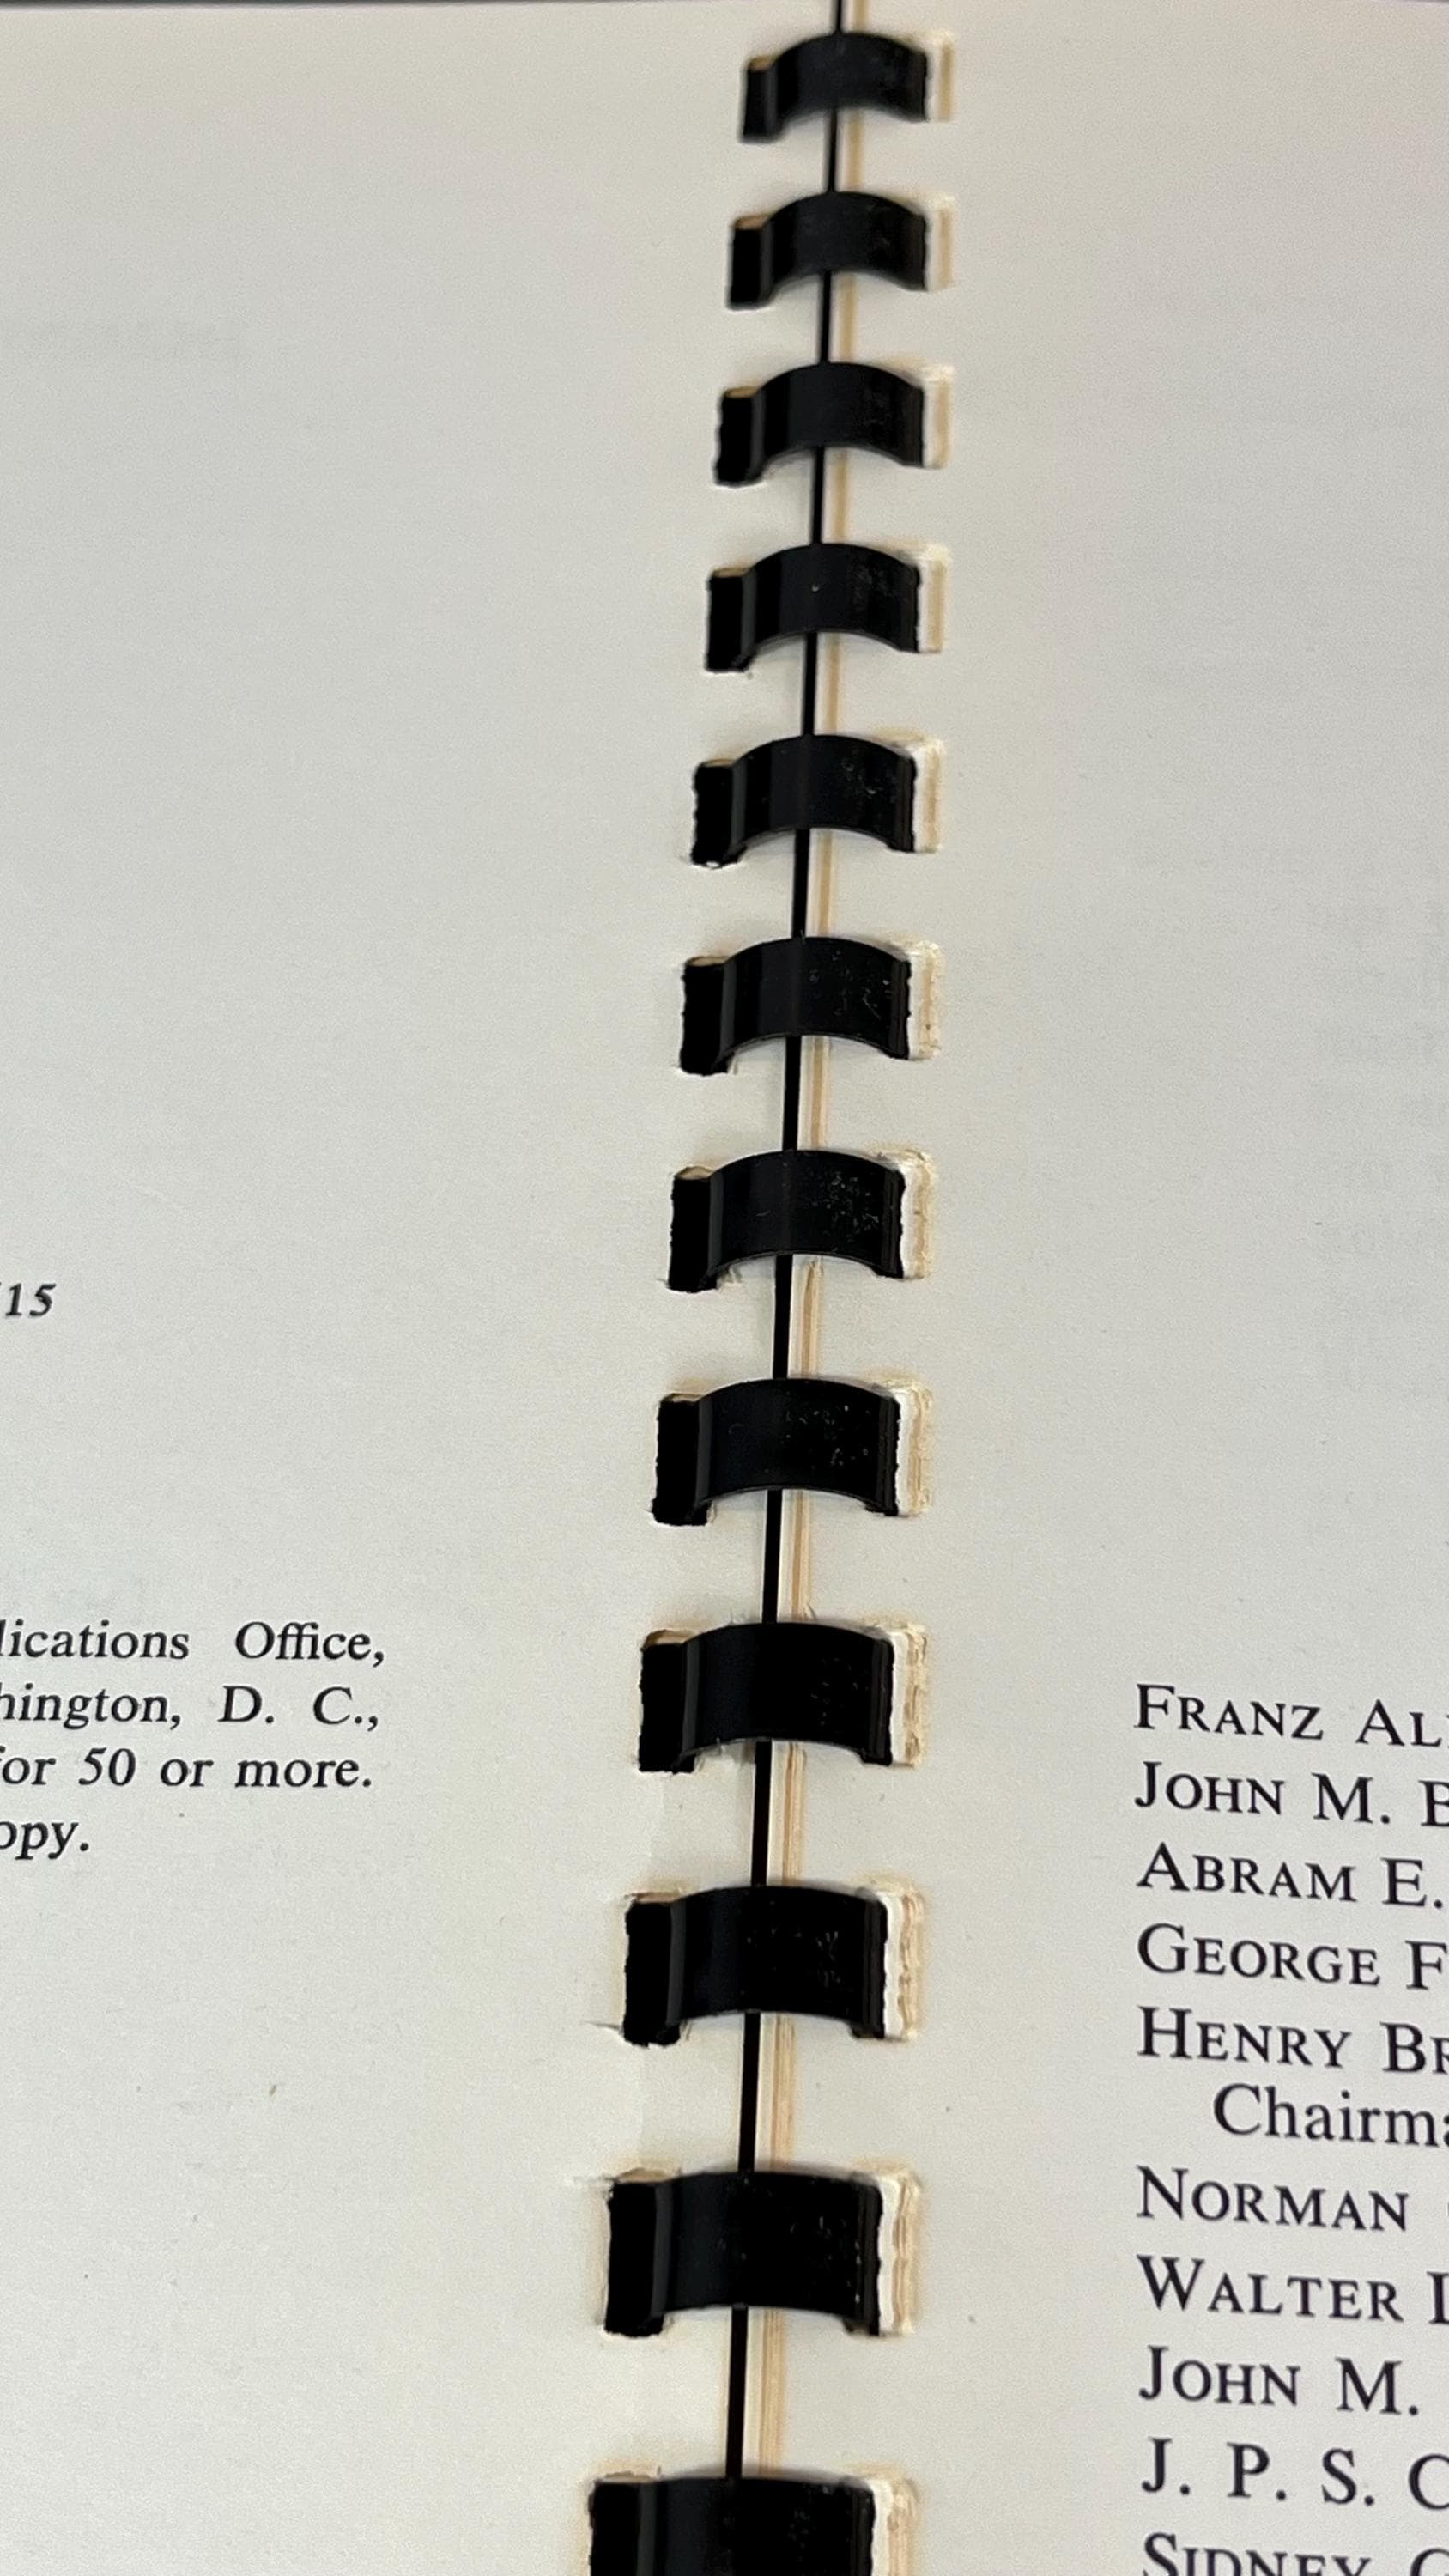 15
lications Office,
hington, D. C.,
for 50 or more.
opy.
FRANZ AL
JOHN M. B
ABRAM E.
GEORGE F
HENRY BR
Chairma
NORMAN
WALTER
JOHN M.
J. P. S. C
SIDNEY